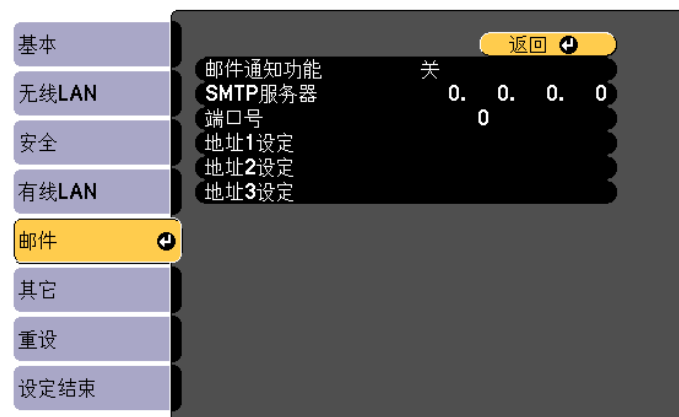 基本
无线LAN
安全
有线LAN
邮件
其它
重设
设定结束
返回
邮件通知功能 关
SMTP服务器 0. 0. 0. 0
端口号 0
地址1设定
地址2设定
地址3设定